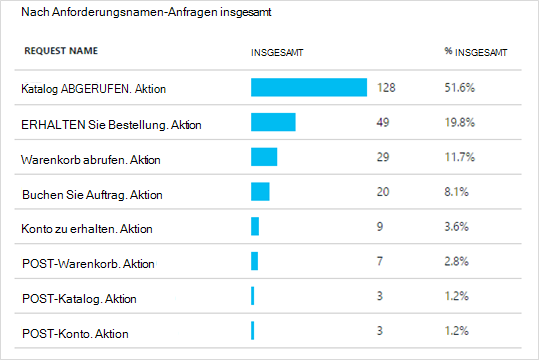 Nach Anforderungsnamen-Anfragen insgesamt
REQUEST NAME INSGESAMT % INSGESAMT
Katalog ABGERUFEN. Aktion 128 51.6%
ERHALTEN Sie Bestellung. Aktion 49 19.8%
Warenkorb abrufen. Aktion 29 11.7%
Buchen Sie Auftrag. Aktion 20 8.1%
Konto zu erhalten. Aktion 9 3.6%
POST-Warenkorb. Aktion 7 2.8%
POST-Katalog. Aktion 3 1.2%
POST-Konto. Aktion 3 1.2%